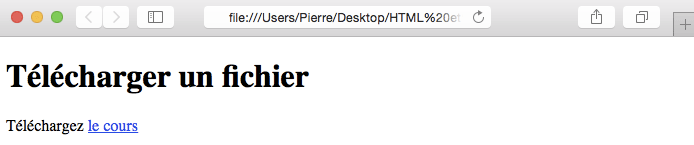 file:///Users/Pierre/Desktop/HTML%20et
Télécharger un fichier
Téléchargez le cours